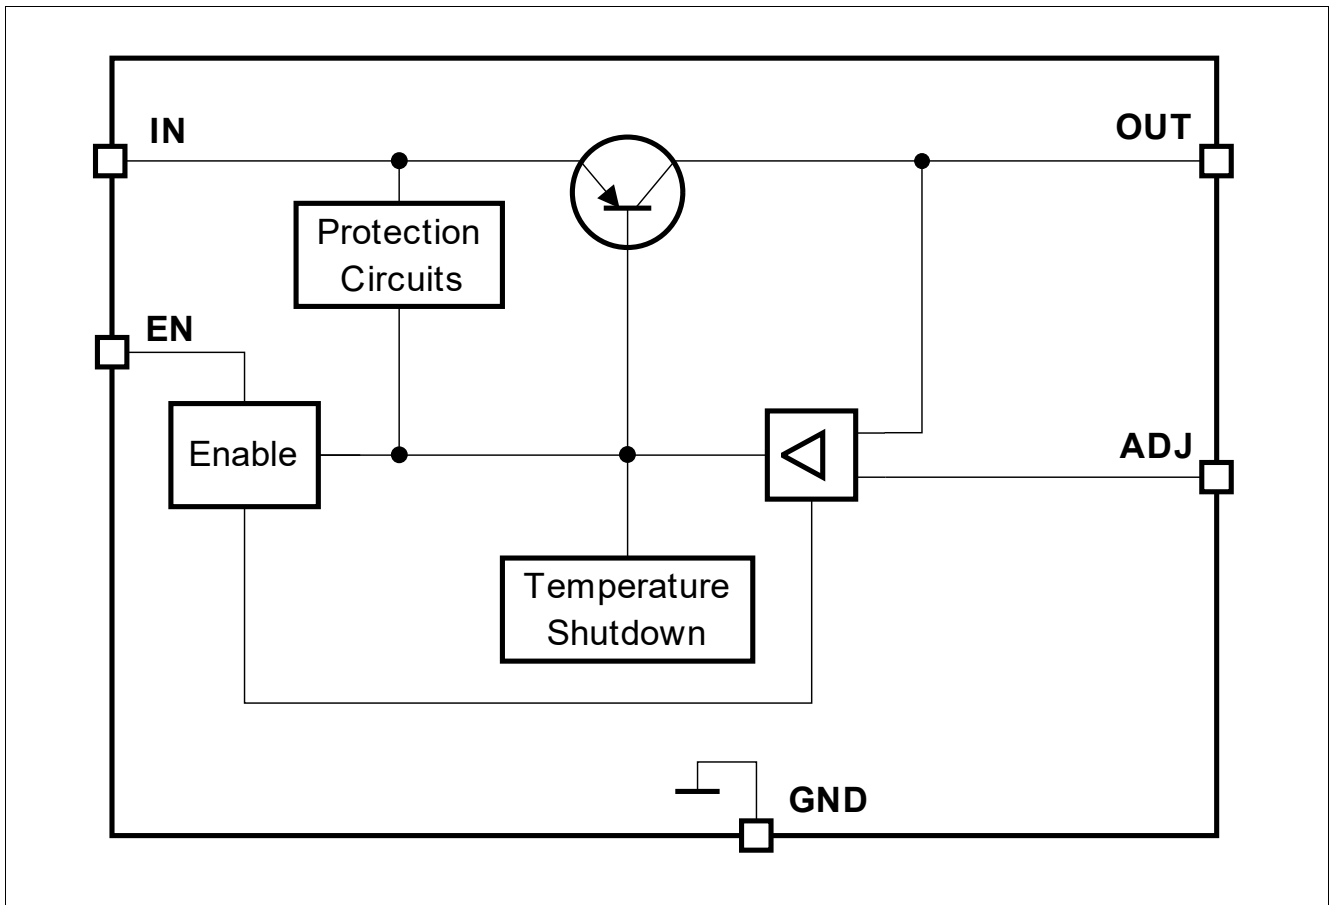 IN
OUT
Protection
Circuits
EN
Enable
ADJ
Temperature
Shutdown
GND